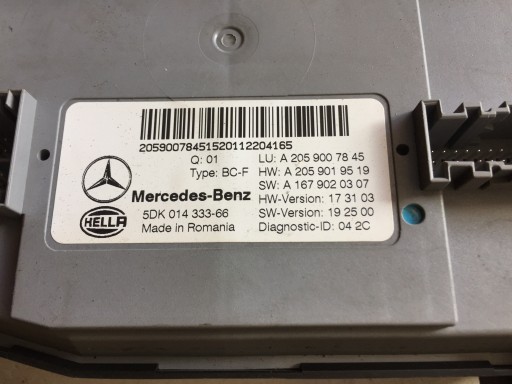 20590078451520112204165
Q: 01 LU: A 205 900 78 45
Type: BC-F HW: A 205 901 95 19
SW: A 167 902 03 07
Mercedes-Benz HW-Version: 17 31 03
HELLA 5DK 014 333-66 SW-Version: 19 25 00
Made in Romania Diagnostic-ID: 04 2C